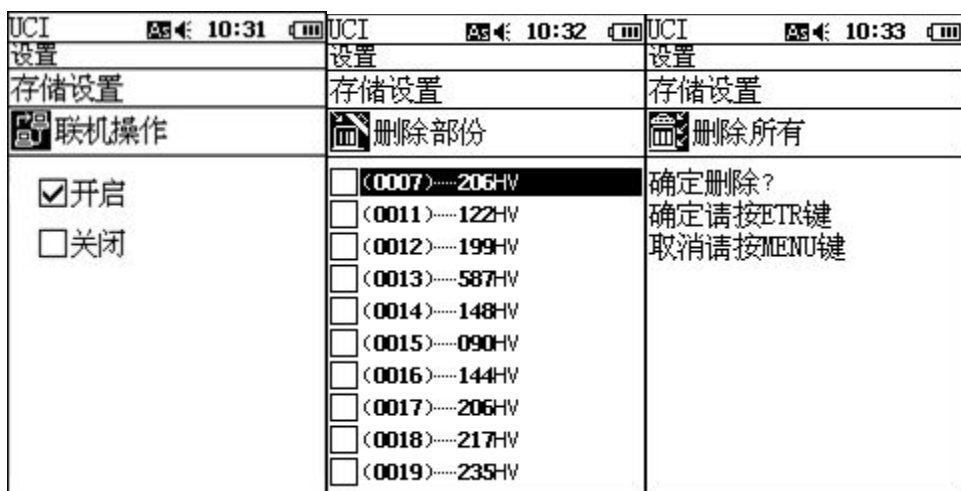 UCI As 10:31
设置
存储设置
联机操作
开启
关闭
UCI As 10:32
设置
存储设置
删除部份
(0007)┈206HV
(0011)┈122HV
(0012)┈199HV
(0013)┈587HV
(0014)┈148HV
(0015)┈090HV
(0016)┈144HV
(0017)┈206HV
(0018)┈217HV
(0019)┈235HV
UCI As 10:33
设置
存储设置
删除所有
确定删除?
确定请按ETR键
取消请按MENU键